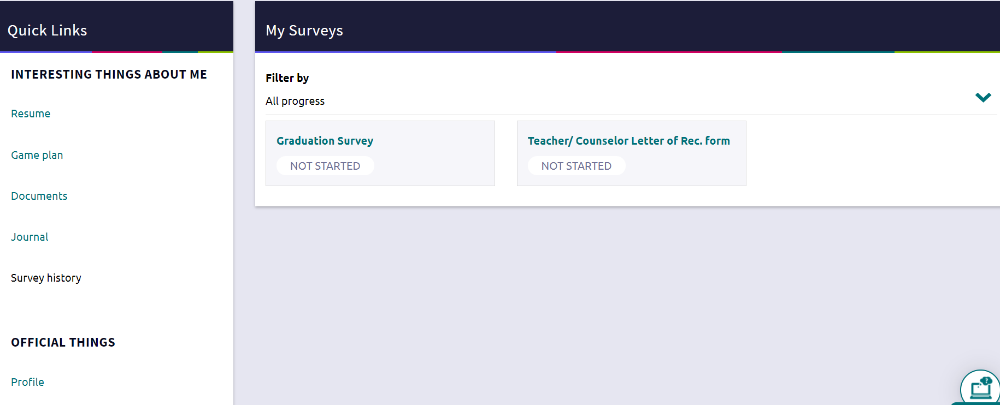 Quick Links
INTERESTING THINGS ABOUT ME
Resume
Game plan
Documents
Journal
Survey history
OFFICIAL THINGS
Profile
My Surveys
Filter by
All progress
Graduation Survey
NOT STARTED
Teacher/ Counselor Letter of Rec. form
NOT STARTED
?